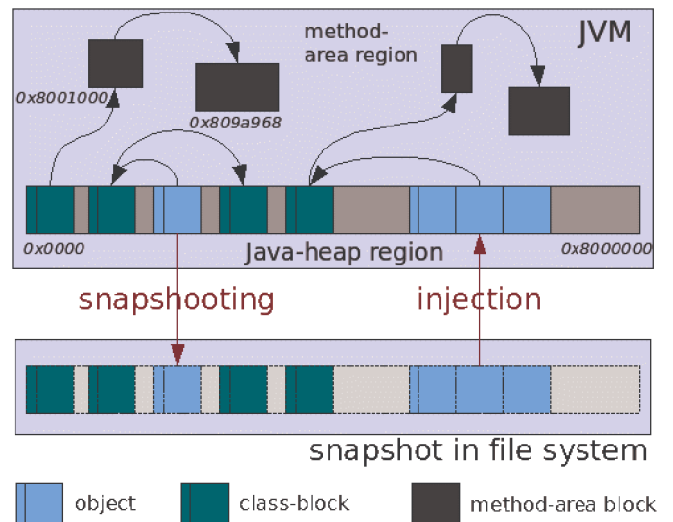 JVM
method-
area region
0x8001000
0x809a968
0x0000
Java-heap region
0x8000000
snapshooting
injection
snapshot in file system
object
class-block
method-area block